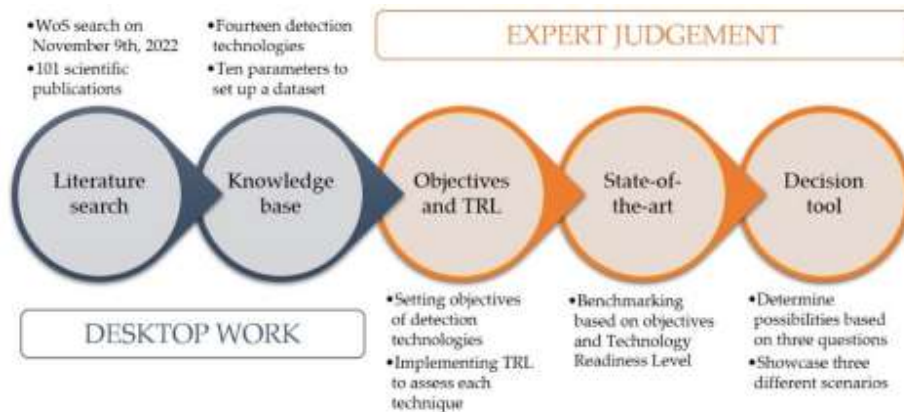 •WoS search on
November 9th, 2022
•101 scientific
publications
•Fourteen detection
technologies
•Ten parameters to
set up a dataset
EXPERT JUDGEMENT
Literature
search
Knowledge
base
Objectives
and TRL
State-of-
the-art
Decision
tool
DESKTOP WORK
•Setting objectives
of detection
technologies
•Implementing TRL
to assess each
technique
•Benchmarking
based on objectives
and Technology
Readiness Level
•Determine
possibilities based
on three questions
•Showcase three
different scenarios